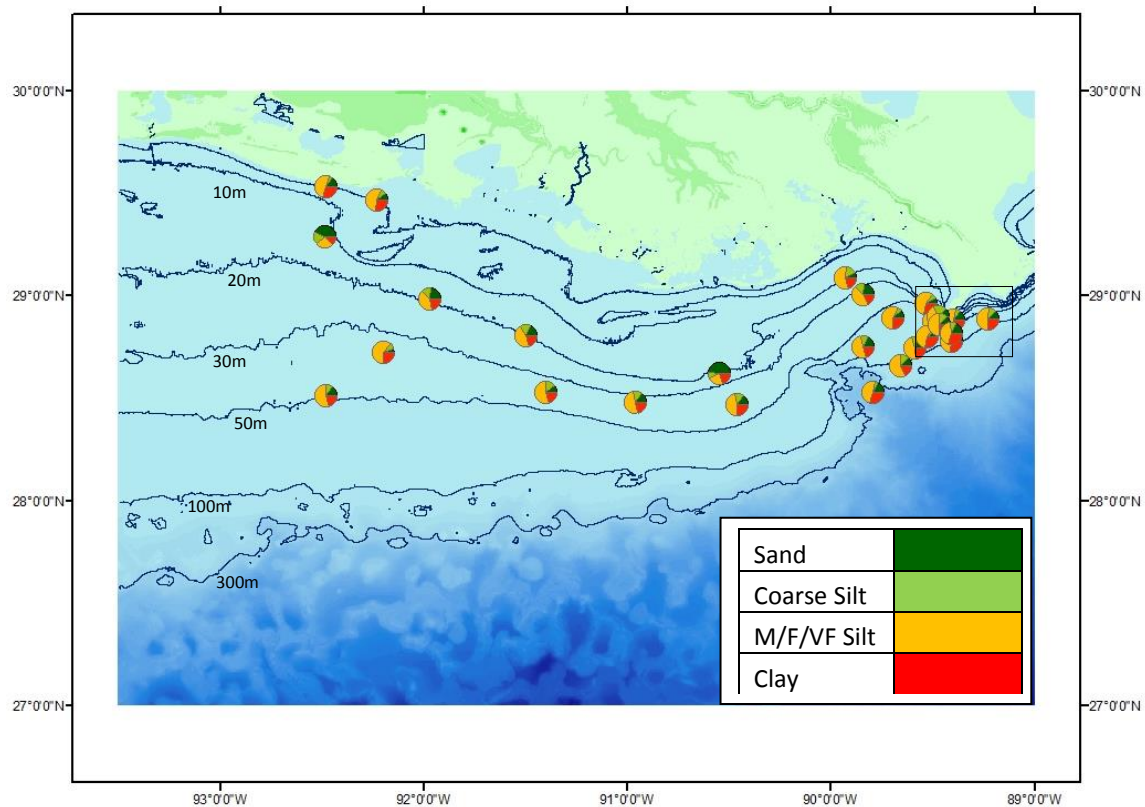 30°0'0"N
30°0'0"N
10m
20m
29°0'0"N
29°0'0"N
30m
50m
28°0'0"N
28°0'0"N
100m
300m
Sand
Coarse Silt
M/F/VF Silt
Clay
27°0'0"N
27°0'0"N
93°0'0"W
92°0'0"W
91°0'0"W
90°0'0"W
89°0'0"W